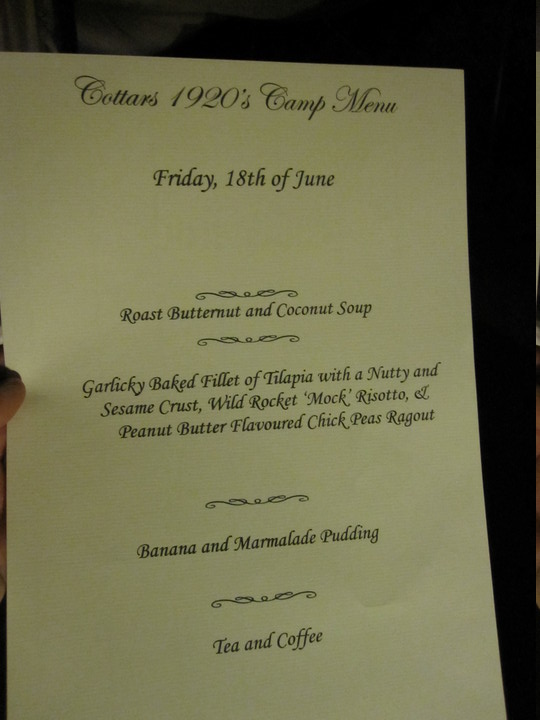 Cottars 1920's Camp Menu
Friday, 18th of June
Roast Butternut and Coconut Soup
Garlicky Baked Fillet of Tilapia with a Nutty and
Sesame Crust, Wild Rocket 'Mock' Risotto, &
Peanut Butter Flavoured Chick Peas Ragout
Banana and Marmalade Pudding
Tea and Coffee